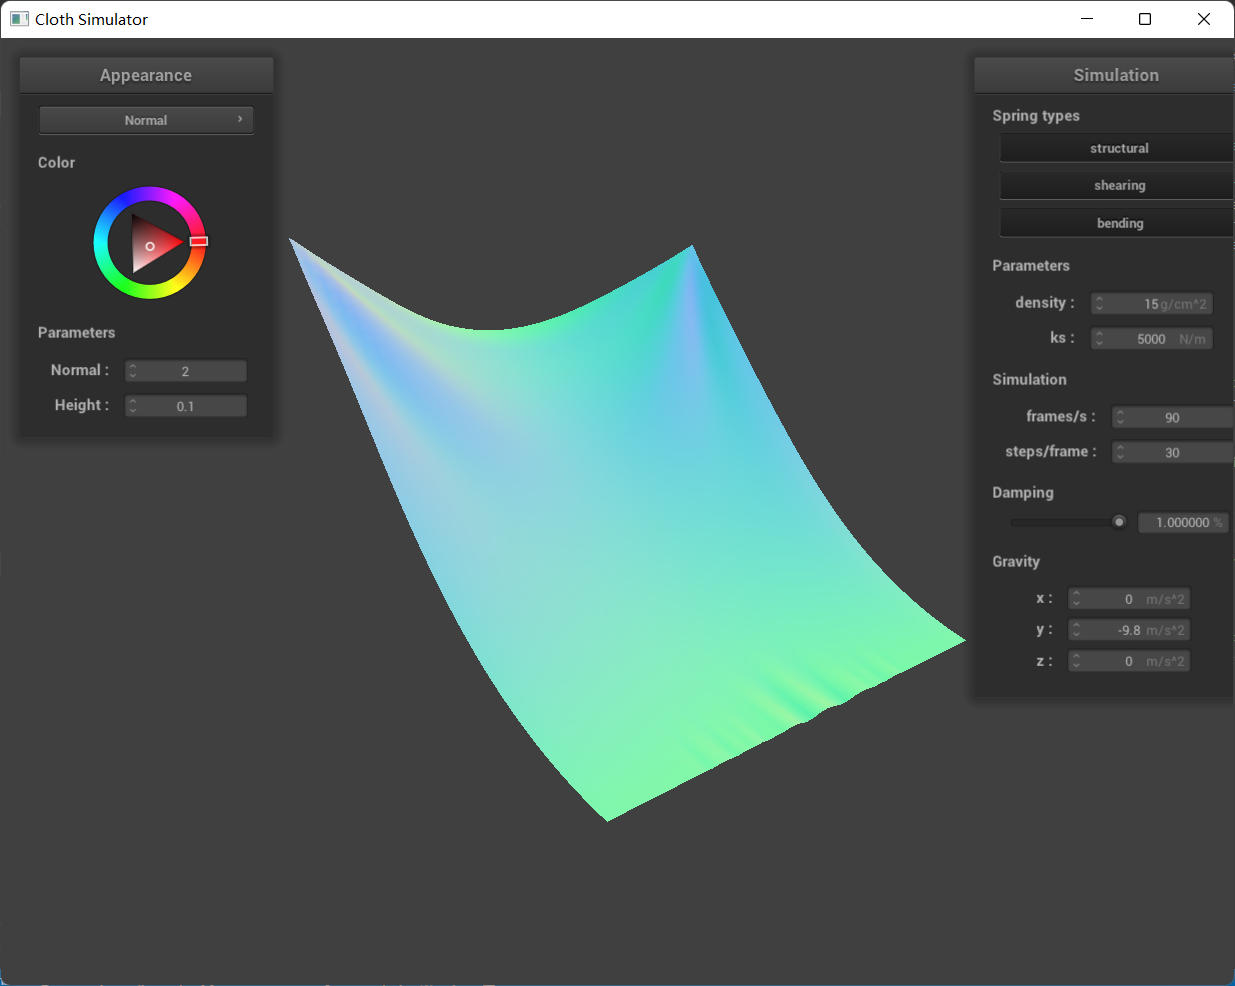 Cloth Simulator
Appearance
Normal
Color
Parameters
Normal : 2
Height : 0.1
Simulation
Spring types
structural
shearing
bending
Parameters
density : 15 g/cm^2
ks : 5000 N/m
Simulation
frames/s : 90
steps/frame : 30
Damping
1.000000 %
Gravity
x : 0 m/s^2
y : -9.8 m/s^2
z : 0 m/s^2